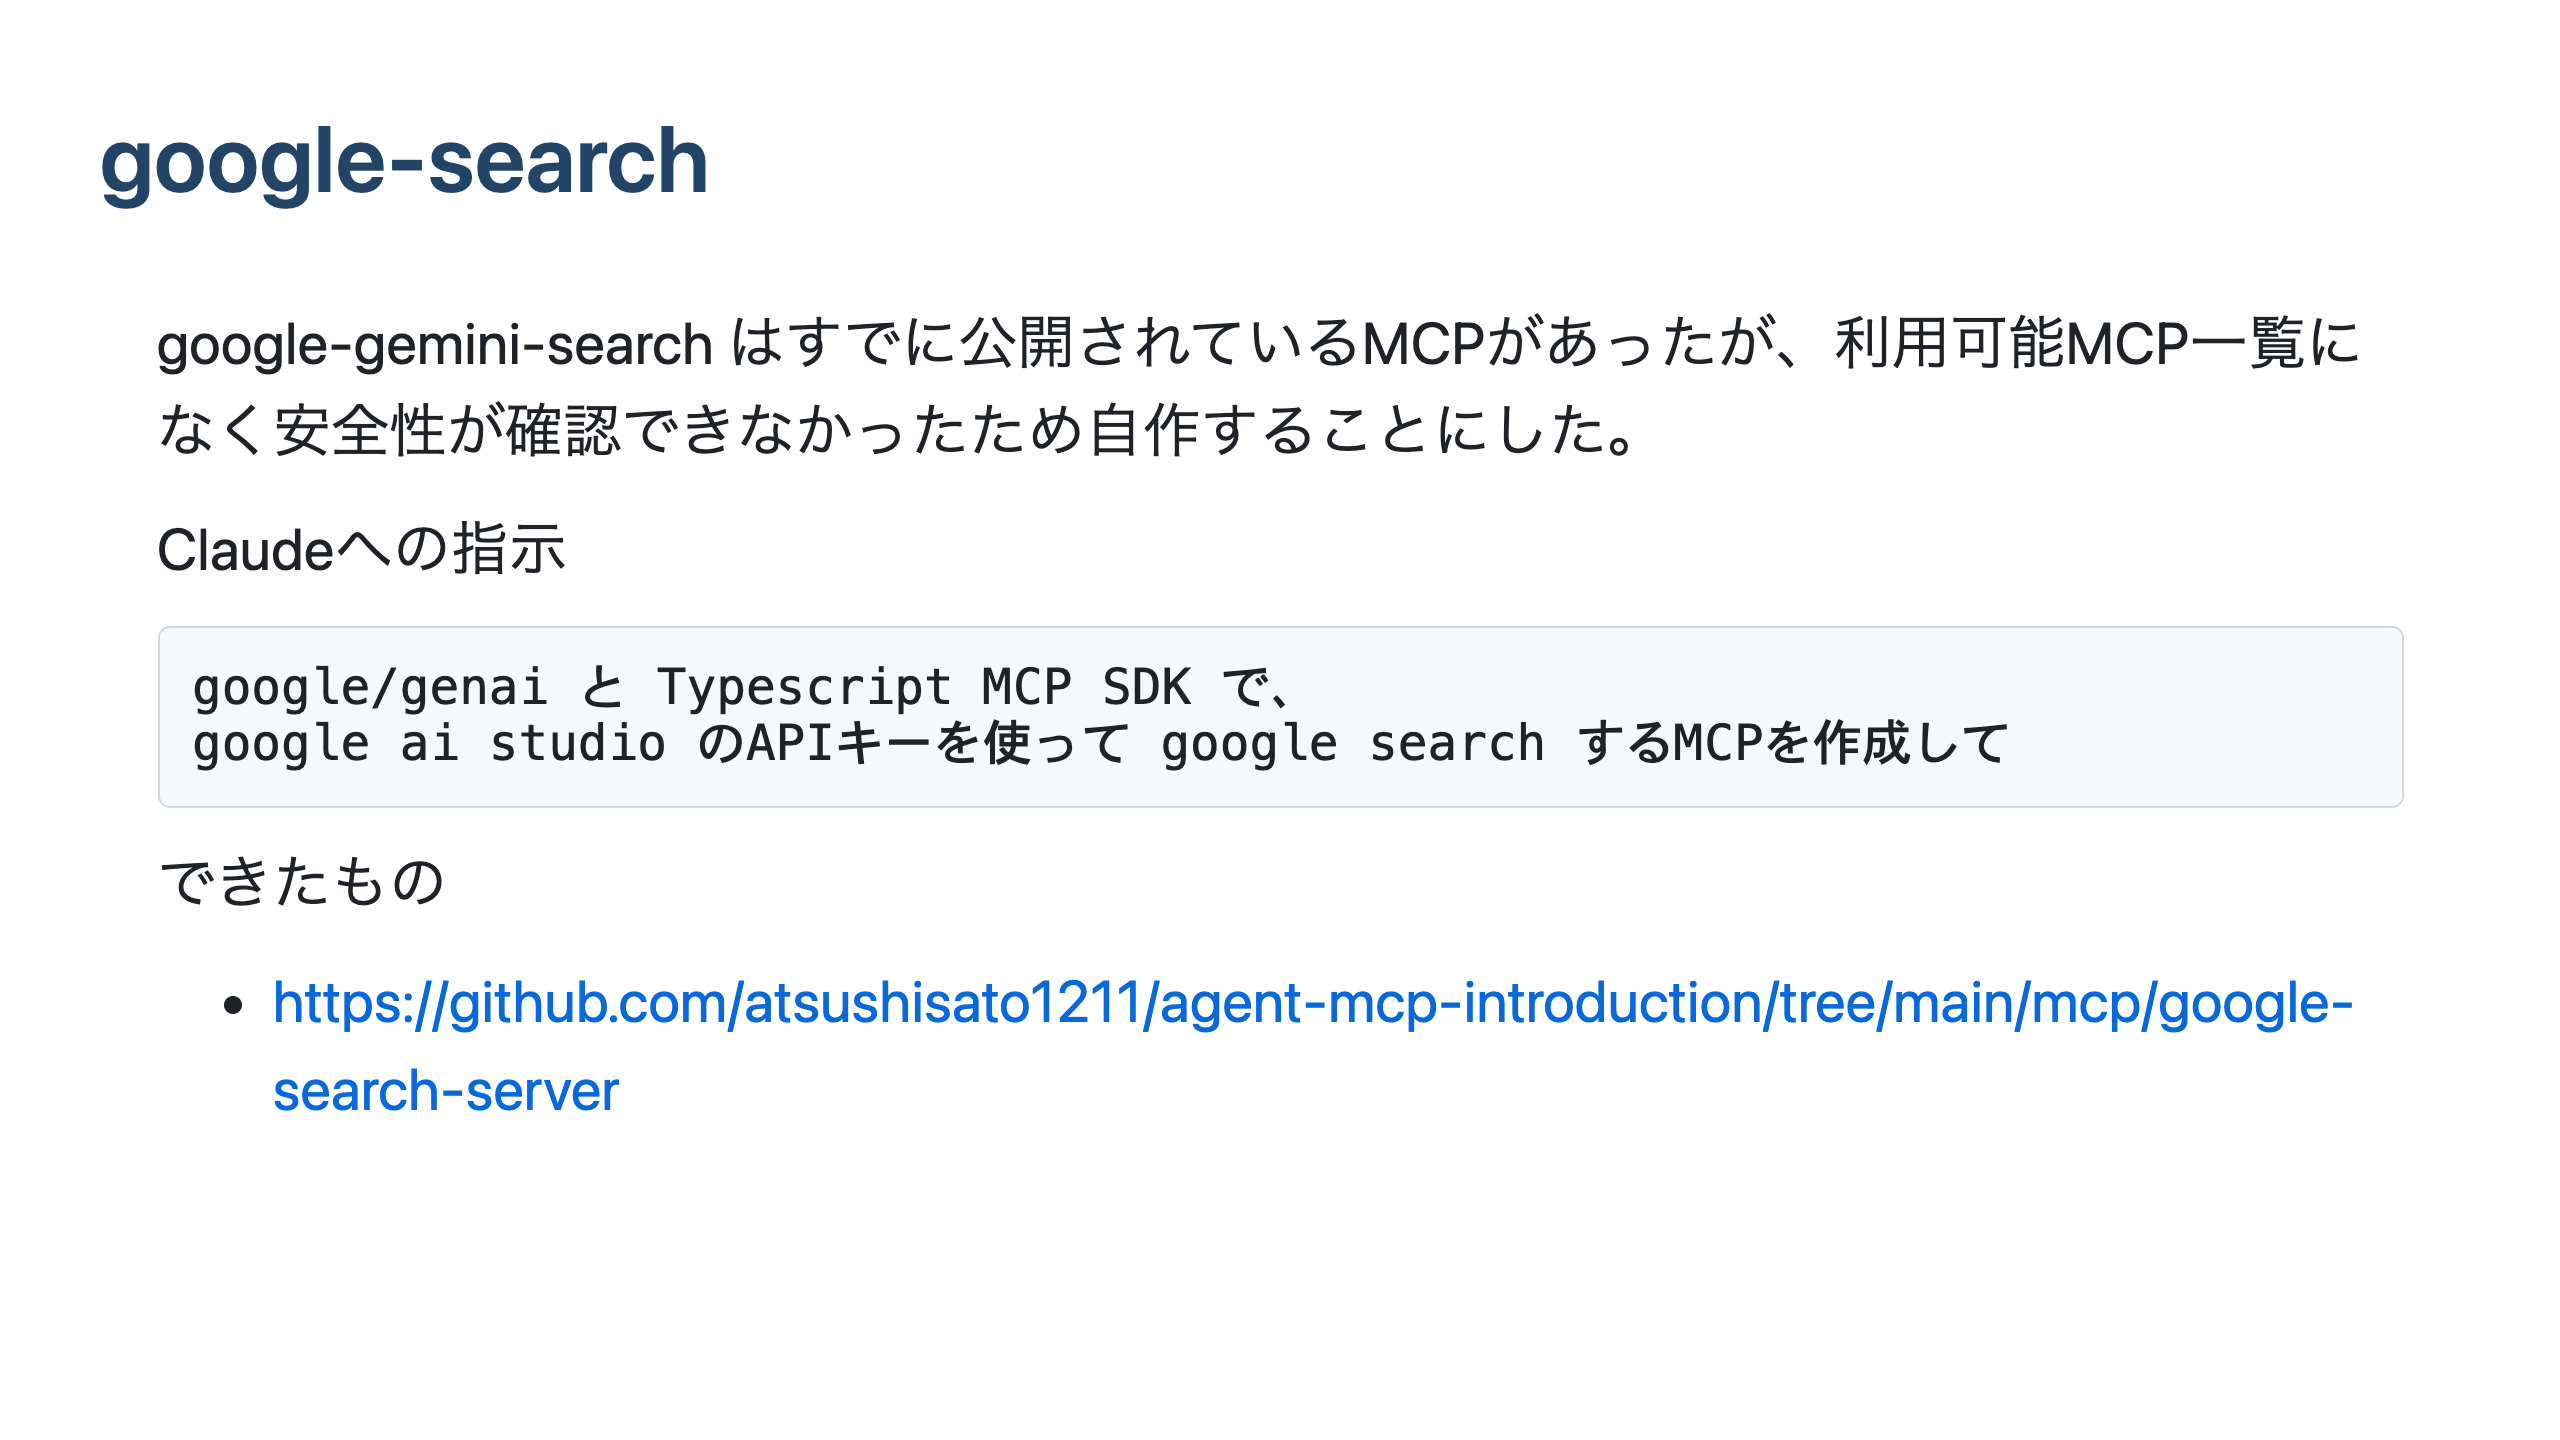 google-search
google-gemini-search はすでに公開されているMCPがあったが、利用可能MCP一覧に
なく安全性が確認できなかったため自作することにした。
Claudeへの指示
google/genai と Typescript MCP SDK で、
google ai studio のAPIキーを使って google search するMCPを作成して
できたもの
• https://github.com/atsushisato1211/agent-mcp-introduction/tree/main/mcp/google-
search-server